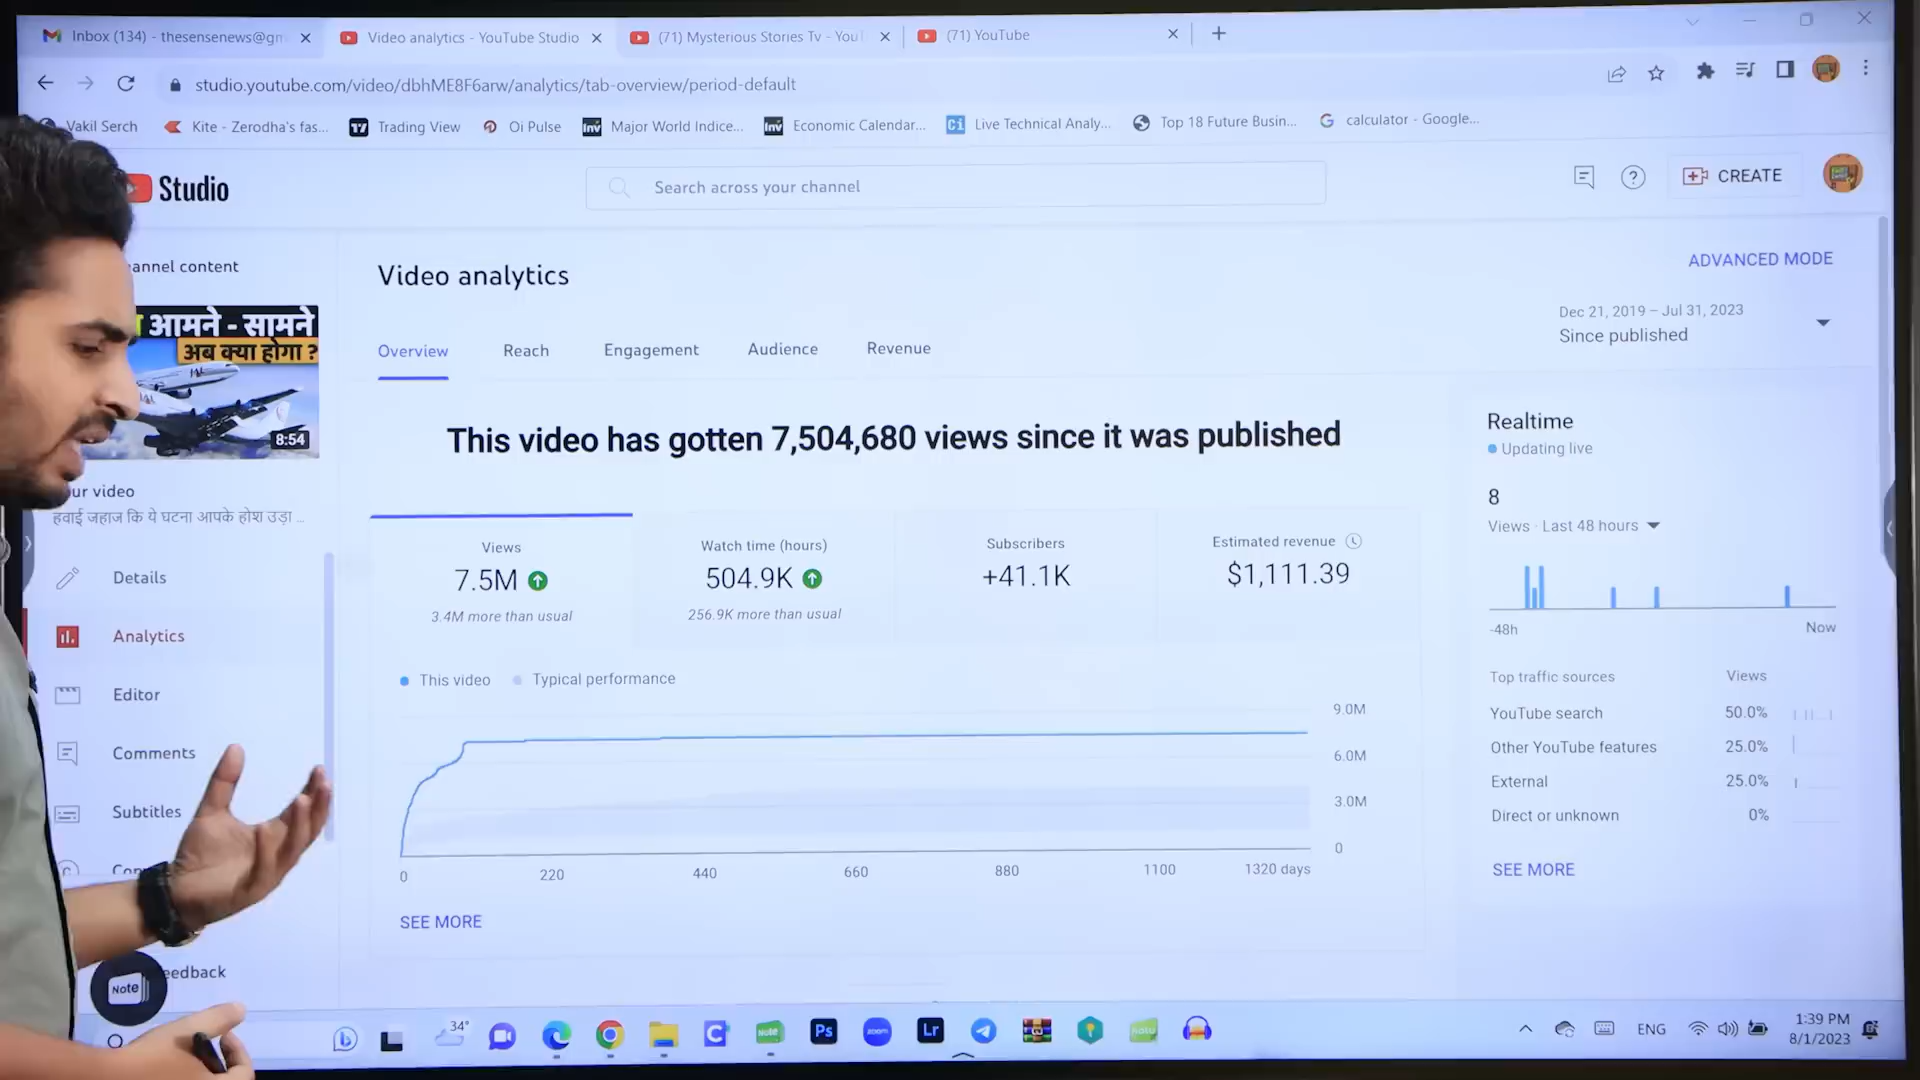 Inbox (134) - thesensenews@gm
Video analytics - YouTube Studio
(71) Mysterious Stories Tv - You
(71) YouTube
studio.youtube.com/video/dbhME8F6arw/analytics/tab-overview/period-default
Vakil Serch
Kite - Zerodha's fas...
Trading View
Oi Pulse
Inv
Major World Indice...
Inv
Economic Calendar...
Ci
Live Technical Analy...
Top 18 Future Busin...
calculator - Google...
Studio
Search across your channel
CREATE
annel content
आमने - सामने
अब क्या होगा ?
JAL
8:54
ur video
हवाई जहाज कि ये घटना आपके होश उड़ा ...
Details
Analytics
Editor
Comments
Subtitles
Cop
eedback
Note
Video analytics
ADVANCED MODE
Dec 21, 2019 – Jul 31, 2023
Since published
Overview
Reach
Engagement
Audience
Revenue
This video has gotten 7,504,680 views since it was published
Views
7.5M
3.4M more than usual
Watch time (hours)
504.9K
256.9K more than usual
Subscribers
+41.1K
Estimated revenue
$1,111.39
This video
Typical performance
9.0M
6.0M
3.0M
0
0
220
440
660
880
1100
1320 days
SEE MORE
Realtime
Updating live
8
Views · Last 48 hours
-48h
Now
Top traffic sources
Views
YouTube search
50.0%
Other YouTube features
25.0%
External
25.0%
Direct or unknown
0%
SEE MORE
34°
Note
Ps
zoom
Lr
ENG
1:39 PM
8/1/2023